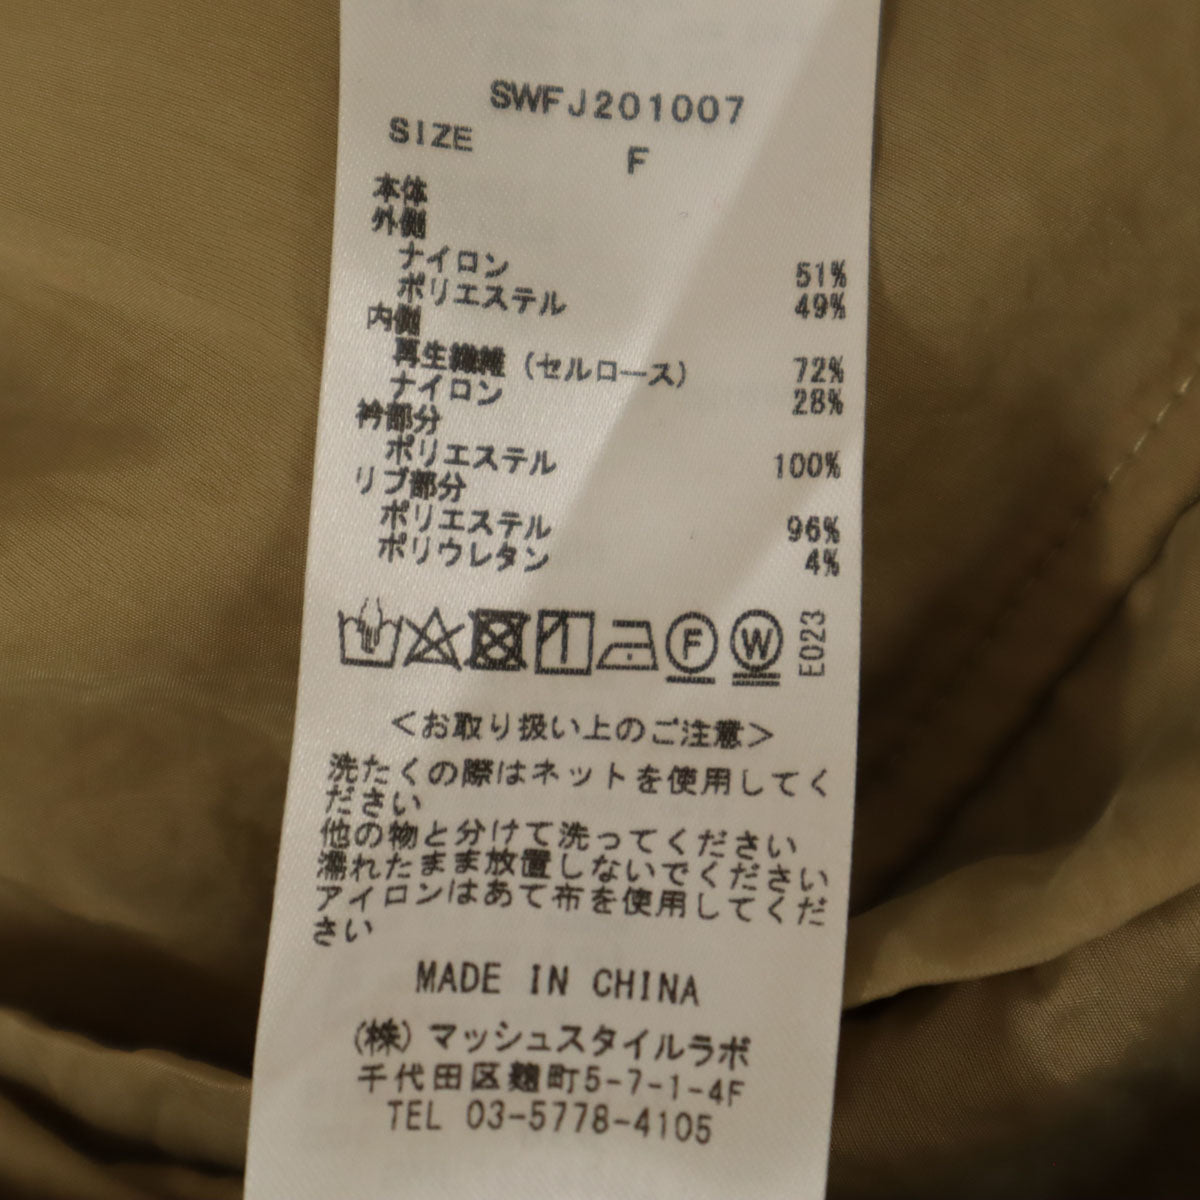 SWFJ201007
SIZE F
本体
外側
ナイロン 51%
ポリエステル 49%
内側
再生繊維(セルロース) 72%
ナイロン 28%
衿部分
ポリエステル 100%
リブ部分
ポリエステル 96%
ポリウレタン 4%
F W E023
<お取り扱い上のご注意>
洗たくの際はネットを使用してく
ださい
他の物と分けて洗ってください
濡れたまま放置しないでください
アイロンはあて布を使用してくだ
さい
MADE IN CHINA
(株)マッシュスタイルラボ
千代田区麹町5-7-1-4F
TEL 03-5778-4105